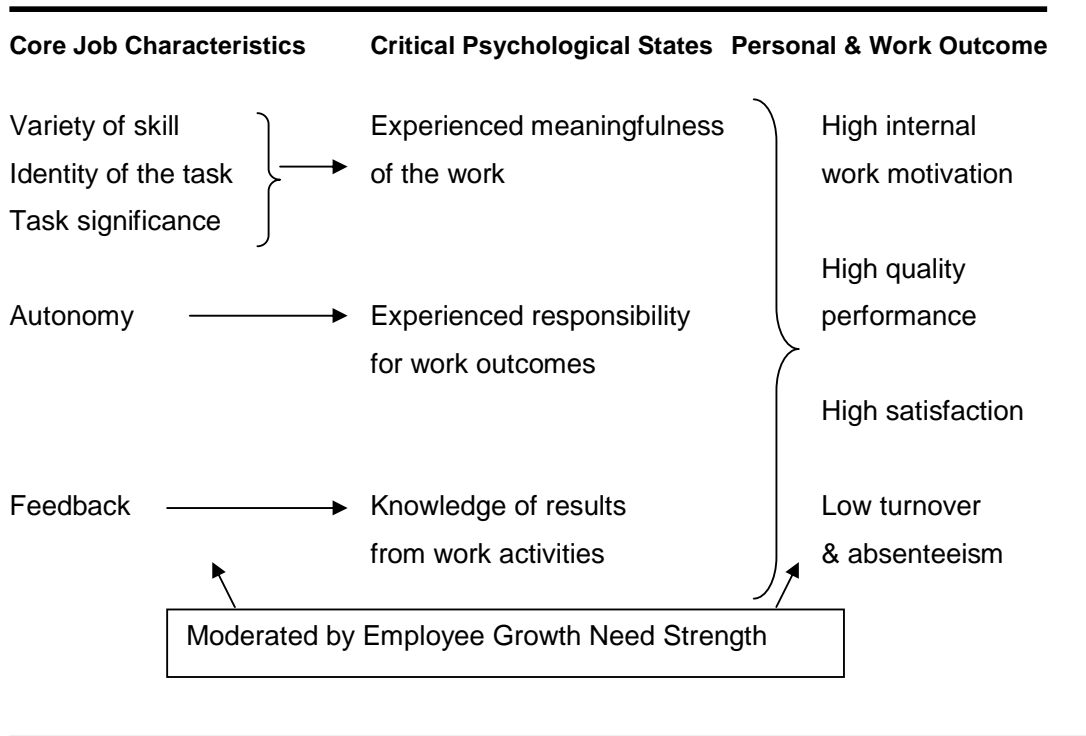 Core Job Characteristics Critical Psychological States Personal & Work Outcome
Variety of skill
Identity of the task
Task significance
Experienced meaningfulness
of the work
High internal
work motivation
Autonomy
Experienced responsibility
for work outcomes
High quality
performance
High satisfaction
Feedback
Knowledge of results
from work activities
Low turnover
& absenteeism
Moderated by Employee Growth Need Strength